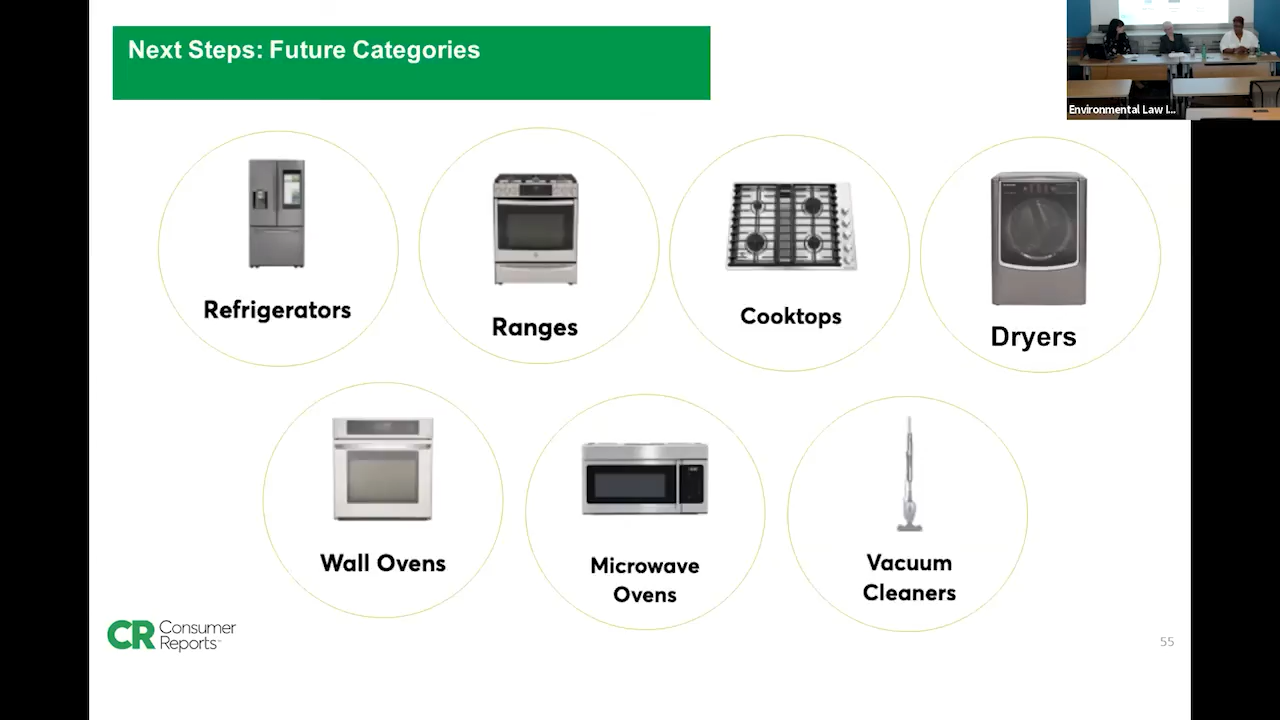 Next Steps: Future Categories
Environmental Law I...
Refrigerators
Ranges
Cooktops
Dryers
Wall Ovens
Microwave
Ovens
Vacuum
Cleaners
CR Consumer
Reports
55